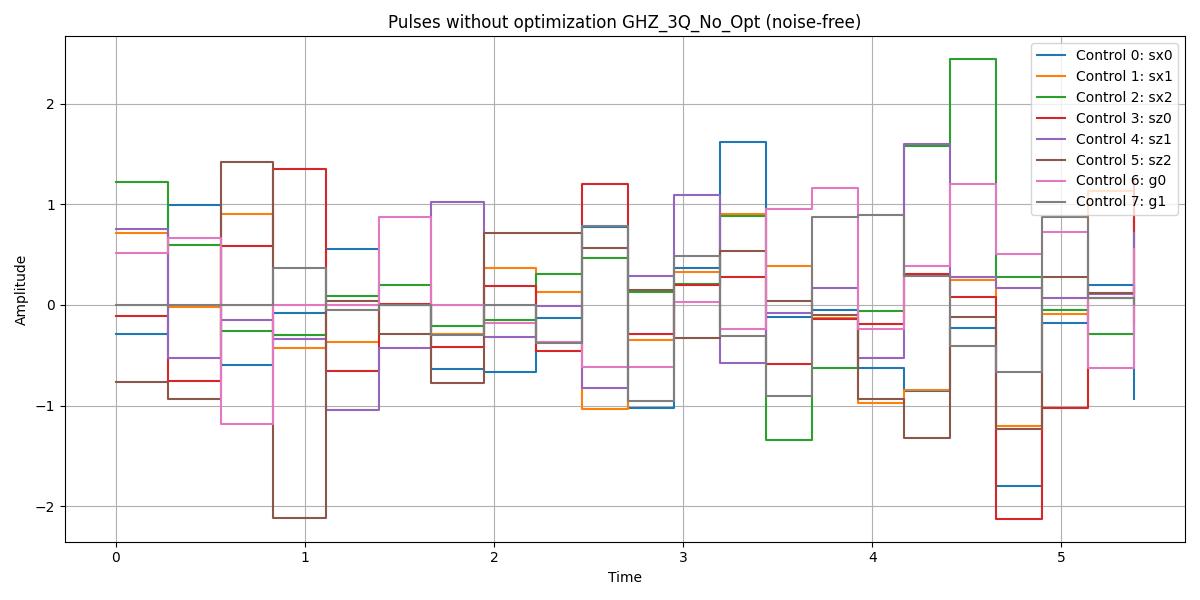 Pulses without optimization GHZ_3Q_No_Opt (noise-free)
Amplitude
2
1
0
−1
−2
0
1
2
3
4
5
Time
Control 0: sx0
Control 1: sx1
Control 2: sx2
Control 3: sz0
Control 4: sz1
Control 5: sz2
Control 6: g0
Control 7: g1